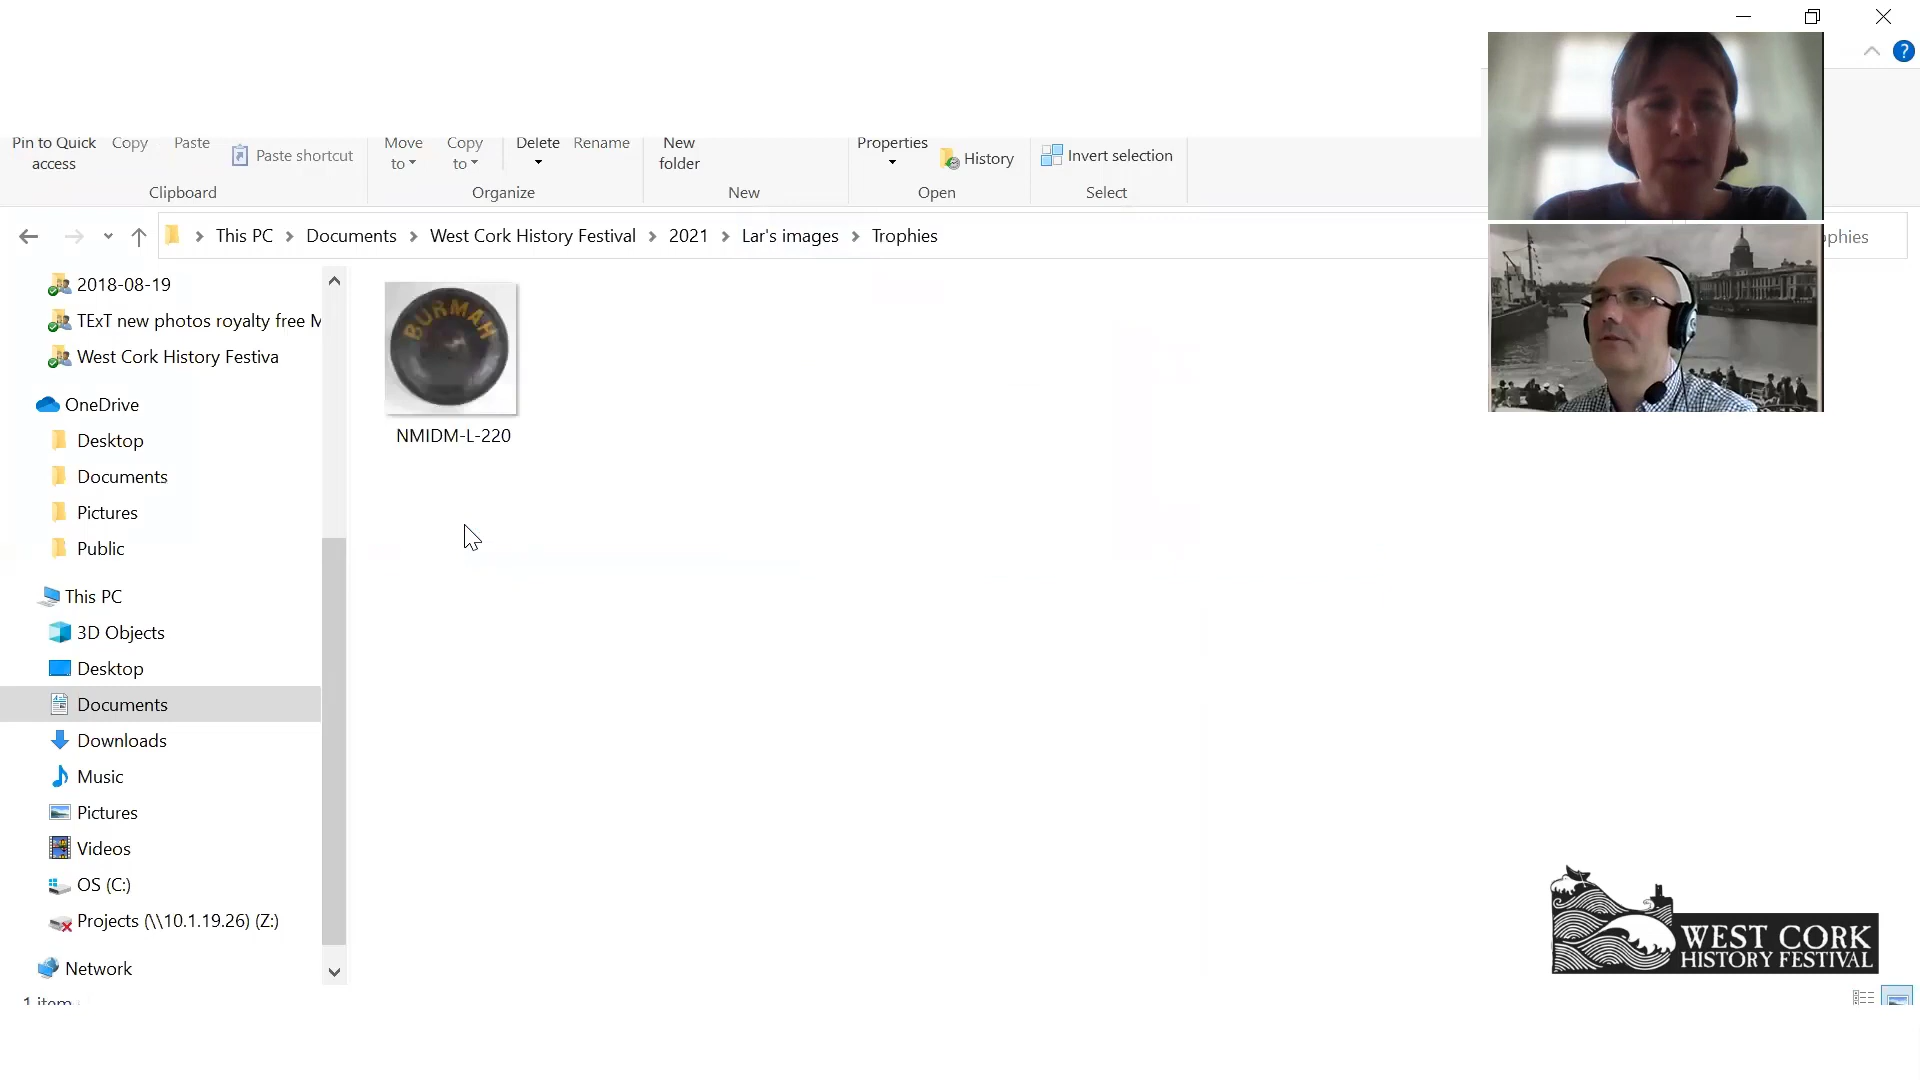 ?
Pin to Quick access
Copy
Paste
Paste shortcut
Clipboard
Move to
Copy to
Delete
Rename
Organize
New folder
New
Properties
History
Open
Invert selection
Select
This PC > Documents > West Cork History Festival > 2021 > Lar's images > Trophies
phies
2018-08-19
TExT new photos royalty free M
West Cork History Festiva
OneDrive
Desktop
Documents
Pictures
Public
This PC
3D Objects
Desktop
Documents
Downloads
Music
Pictures
Videos
OS (C:)
Projects (\\10.1.19.26) (Z:)
Network
1 item
BURMAH
NMIDM-L-220
WEST CORK
HISTORY FESTIVAL